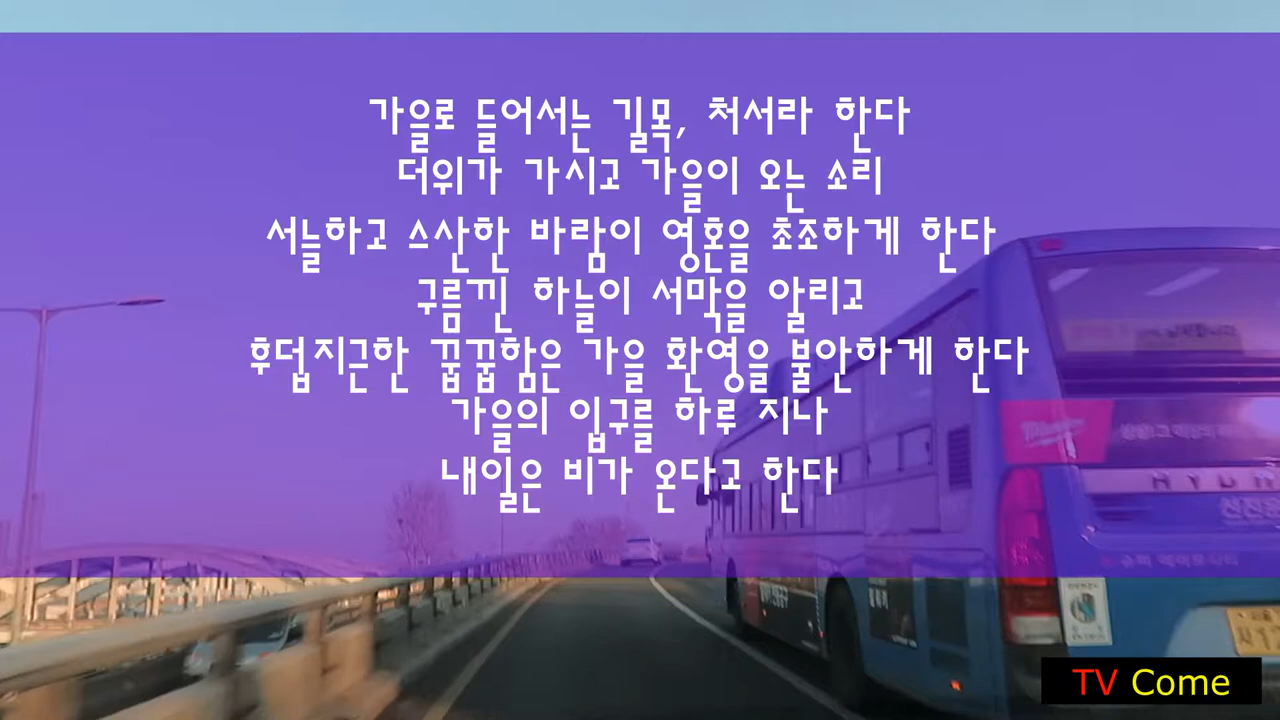 가을로 들어서는 길목, 처서라 한다
더위가 가시고 가을이 오는 소리
서늘하고 스산한 바람이 영혼을 초조하게 한다
구름낀 하늘이 서막을 알리고
후덥지근한 꿉꿉함은 가을 환영을 불안하게 한다
가을의 입구를 하루 지나
내일은 비가 온다고 한다
Milwaukee
TV Come